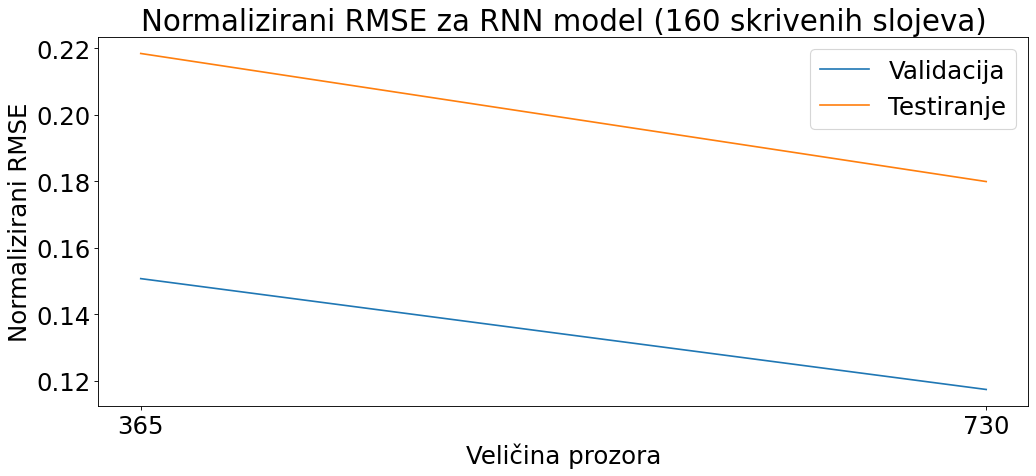 Normalizirani RMSE za RNN model (160 skrivenih slojeva)
Normalizirani RMSE
0.22
0.20
0.18
0.16
0.14
0.12
Validacija
Testiranje
365
730
Veličina prozora